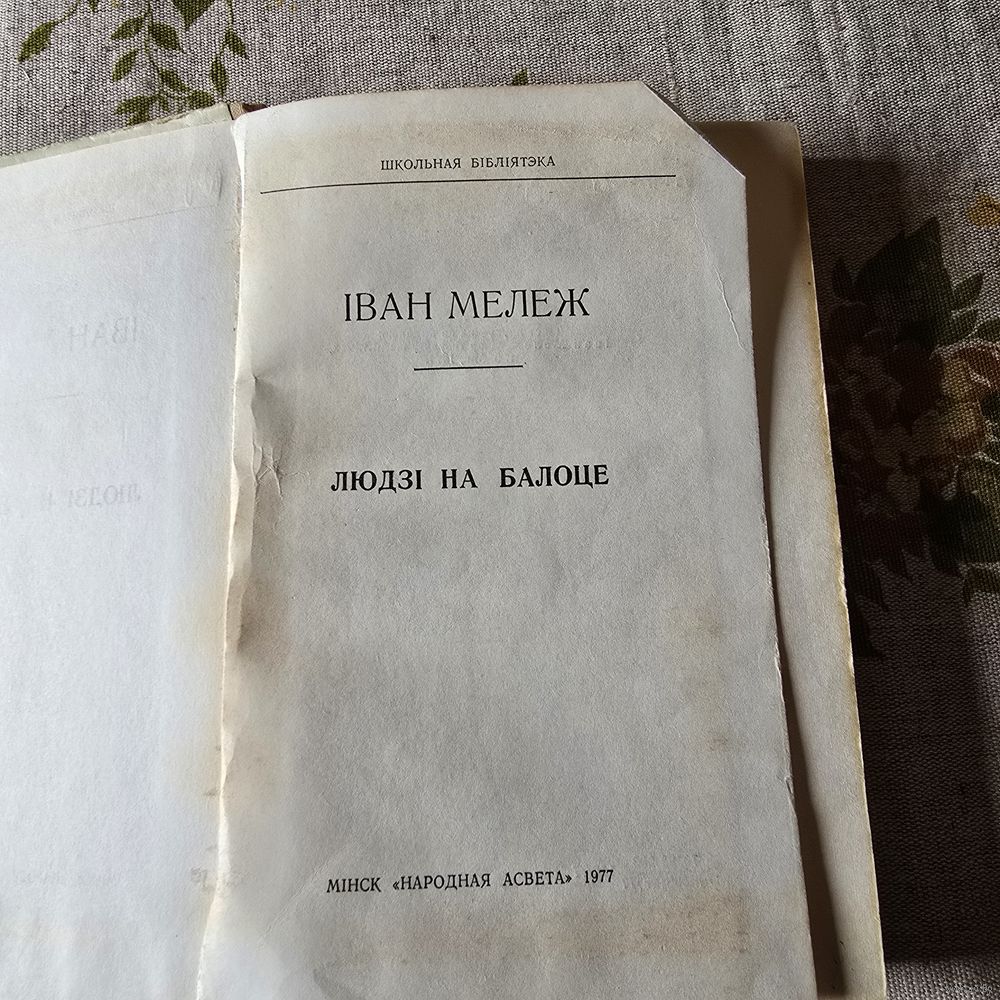 ШКОЛЬНАЯ БІБЛІЯТЭКА
ІВАН МЕЛЕЖ
ЛЮДЗІ НА БАЛОЦЕ
МІНСК «НАРОДНАЯ АСВЕТА» 1977